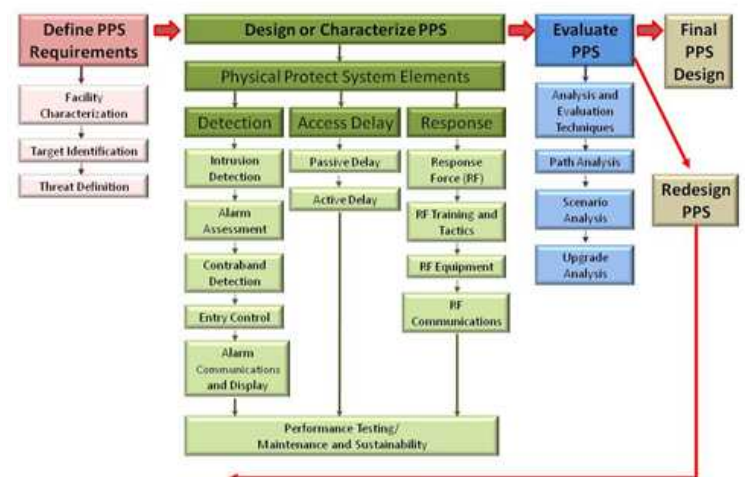 Define PPS
Requirements
Facility
Characterization
Target Identification
Threat Definition
Design or Characterize PPS
Physical Protect System Elements
Detection
Intrusion
Detection
Alarm
Assessment
Contraband
Detection
Entry Control
Alarm
Communications
and Display
Access Delay
Passive Delay
Active Delay
Response
Response
Force (RF)
RF Training and
Tactics
RF Equipment
RF
Communications
Performance Testing/
Maintenance and Sustainability
Evaluate
PPS
Analysis and
Evaluation
Techniques
Path Analysis
Scenario
Analysis
Upgrade
Analysis
Final
PPS
Design
Redesign
PPS